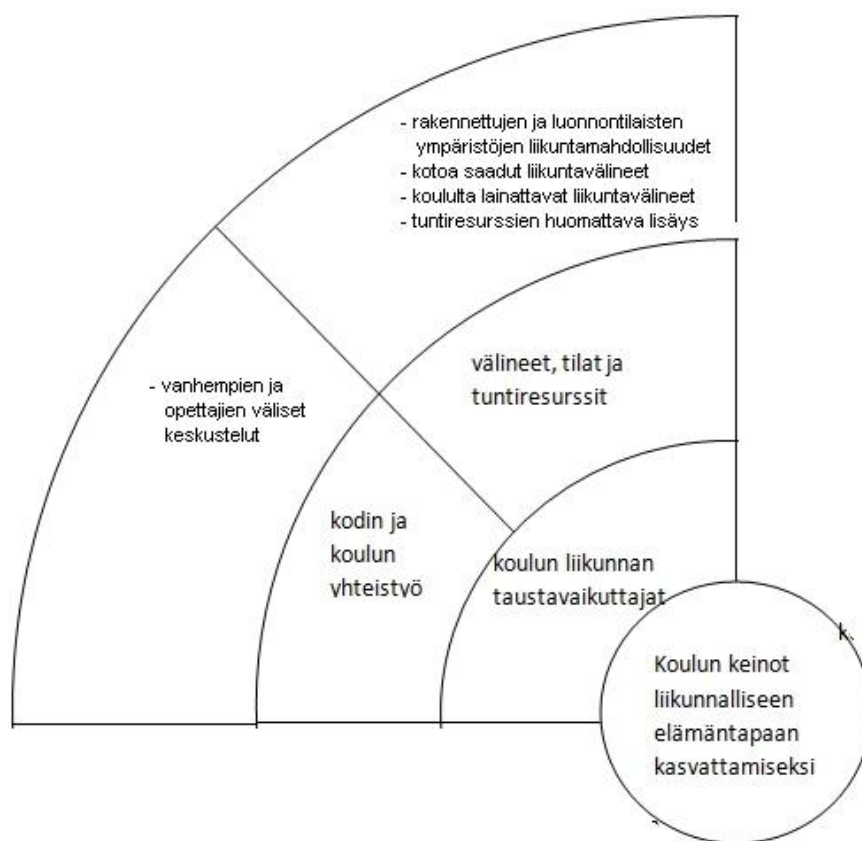 - rakennettujen ja luonnontilaisten
ympäristöjen liikuntamahdollisuudet
- kotoa saadut liikuntavälineet
- koululta lainattavat liikuntavälineet
- tuntiresurssien huomattava lisäys
välineet, tilat ja
tuntiresurssit
- vanhempien ja
opettajien väliset
keskustelut
kodin ja
koulun
yhteistyö
koulun liikunnan
taustavaikuttajat
Koulun keinot
liikunnalliseen
elämäntapaan
kasvattamiseksi